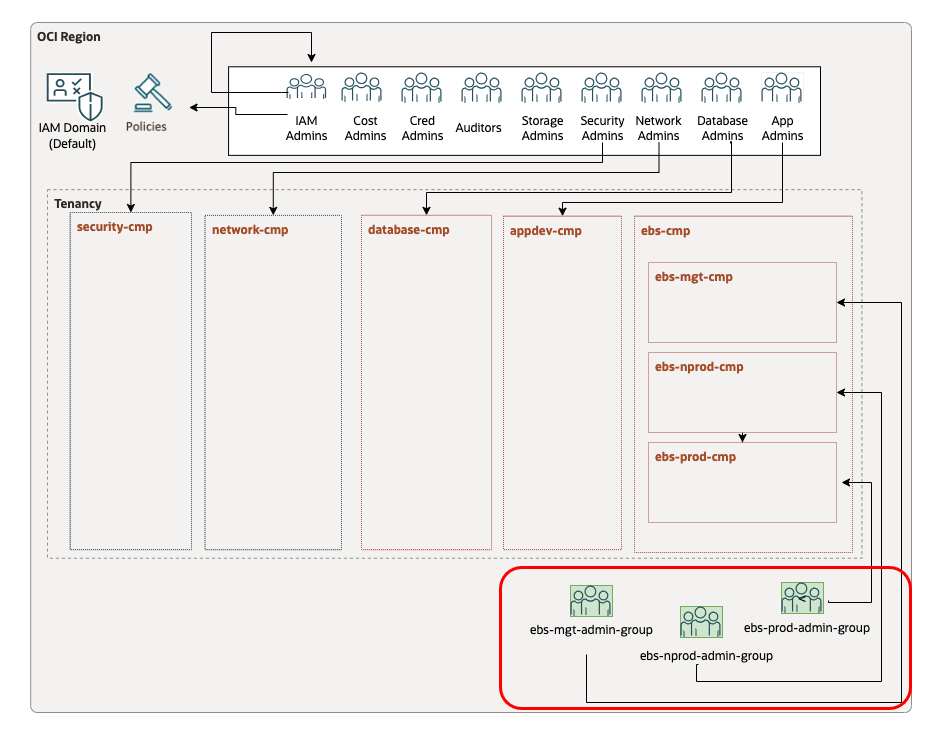 OCI Region
IAM Domain
(Default)
Policies
IAM
Admins
Cost
Admins
Cred
Admins
Auditors
Storage
Admins
Security
Admins
Network
Admins
Database
Admins
App
Admins
Tenancy
security-cmp
network-cmp
database-cmp
appdev-cmp
ebs-cmp
ebs-mgt-cmp
ebs-nprod-cmp
ebs-prod-cmp
ebs-mgt-admin-group
ebs-nprod-admin-group
ebs-prod-admin-group